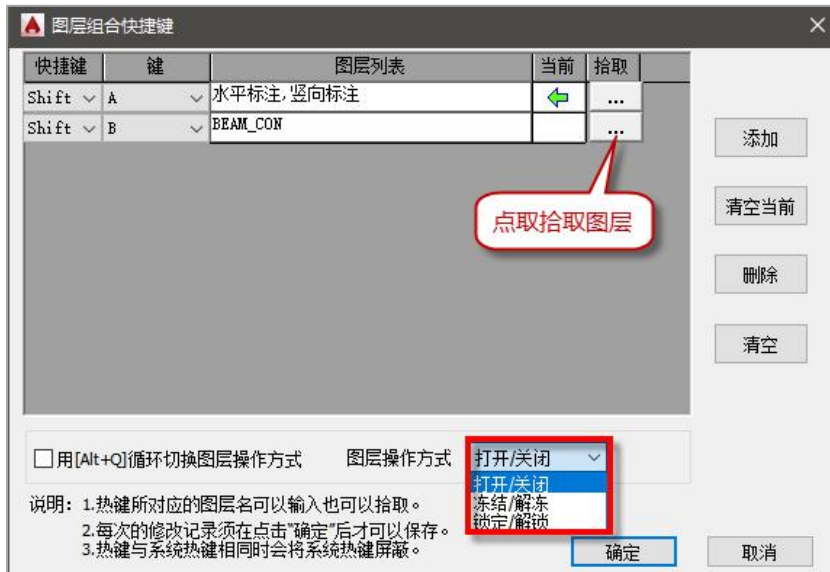 图层组合快捷键
快捷键 键 图层列表 当前 拾取
Shift A 水平标注,竖向标注 ...
Shift B BEAM_CON ...
添加
点取拾取图层
清空当前
删除
清空
用[Alt+Q]循环切换图层操作方式 图层操作方式 打开/关闭
打开/关闭
冻结/解冻
锁定/解锁
说明: 1.热键所对应的图层名可以输入也可以拾取。
2.每次的修改记录须在点击“确定”后才可以保存。
3.热键与系统热键相同时会将系统热键屏蔽。
确定 取消